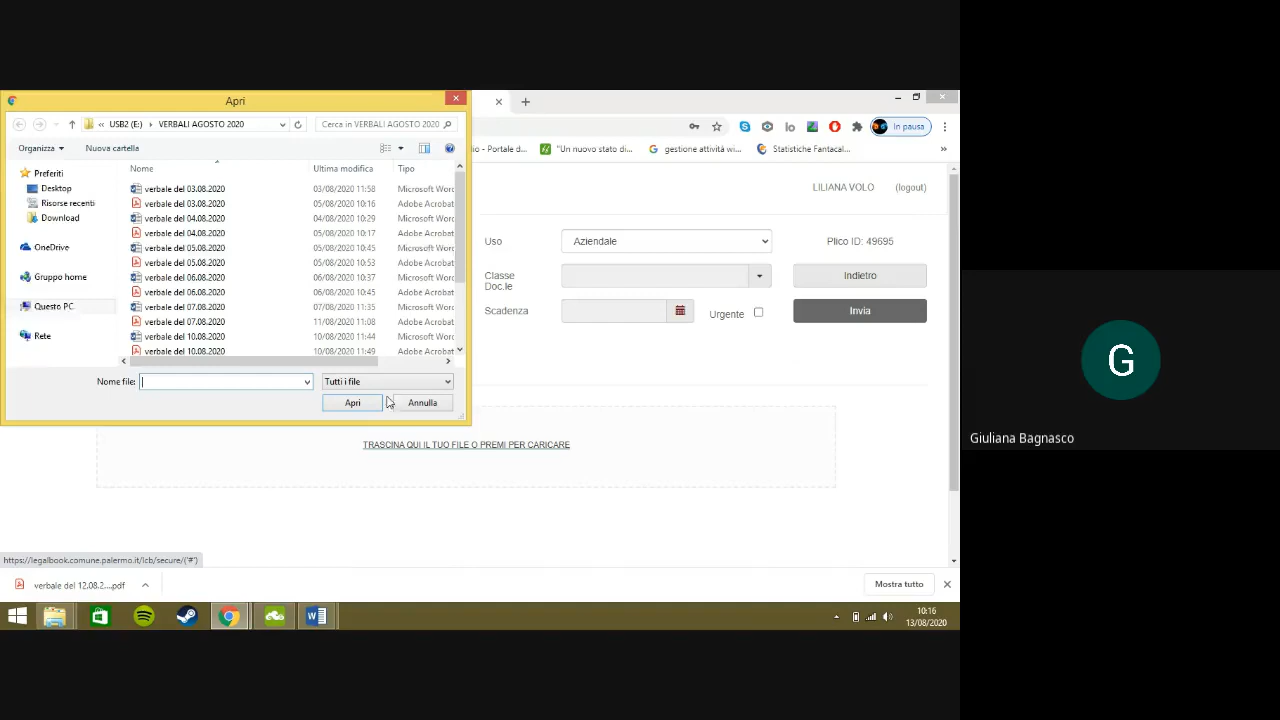 Apri
USB2 (E:) VERBALI AGOSTO 2020
Cerca in VERBALI AGOSTO 2020
Organizza
Nuova cartella
Nome Ultima modifica Tipo
Preferiti
Desktop
Risorse recenti
Download
OneDrive
Gruppo home
Questo PC
Rete
verbale del 03.08.2020 03/08/2020 11:58 Microsoft Word
verbale del 03.08.2020 05/08/2020 10:16 Adobe Acrobat
verbale del 04.08.2020 04/08/2020 10:29 Microsoft Word
verbale del 04.08.2020 05/08/2020 10:17 Adobe Acrobat
verbale del 05.08.2020 05/08/2020 10:45 Microsoft Word
verbale del 05.08.2020 05/08/2020 10:53 Adobe Acrobat
verbale del 06.08.2020 06/08/2020 10:37 Microsoft Word
verbale del 06.08.2020 06/08/2020 10:45 Adobe Acrobat
verbale del 07.08.2020 07/08/2020 11:35 Microsoft Word
verbale del 07.08.2020 11/08/2020 11:08 Adobe Acrobat
verbale del 10.08.2020 10/08/2020 11:44 Microsoft Word
verbale del 10.08.2020 10/08/2020 11:49 Adobe Acrobat
Nome file:
Tutti i file
Apri
Annulla
In pausa
io - Portale d...
"Un nuovo stato di...
gestione attività wi...
Statistiche Fantacal...
»
LILIANA VOLO (logout)
Uso Aziendale Plico ID: 49695
Classe Doc.le
Indietro
Scadenza
Urgente
Invia
TRASCINA QUI IL TUO FILE O PREMI PER CARICARE
https://legalbook.comune.palermo.it/lcb/secure/('#')
verbale del 12.08.2....pdf
Mostra tutto
10:16
13/08/2020
G
Giuliana Bagnasco